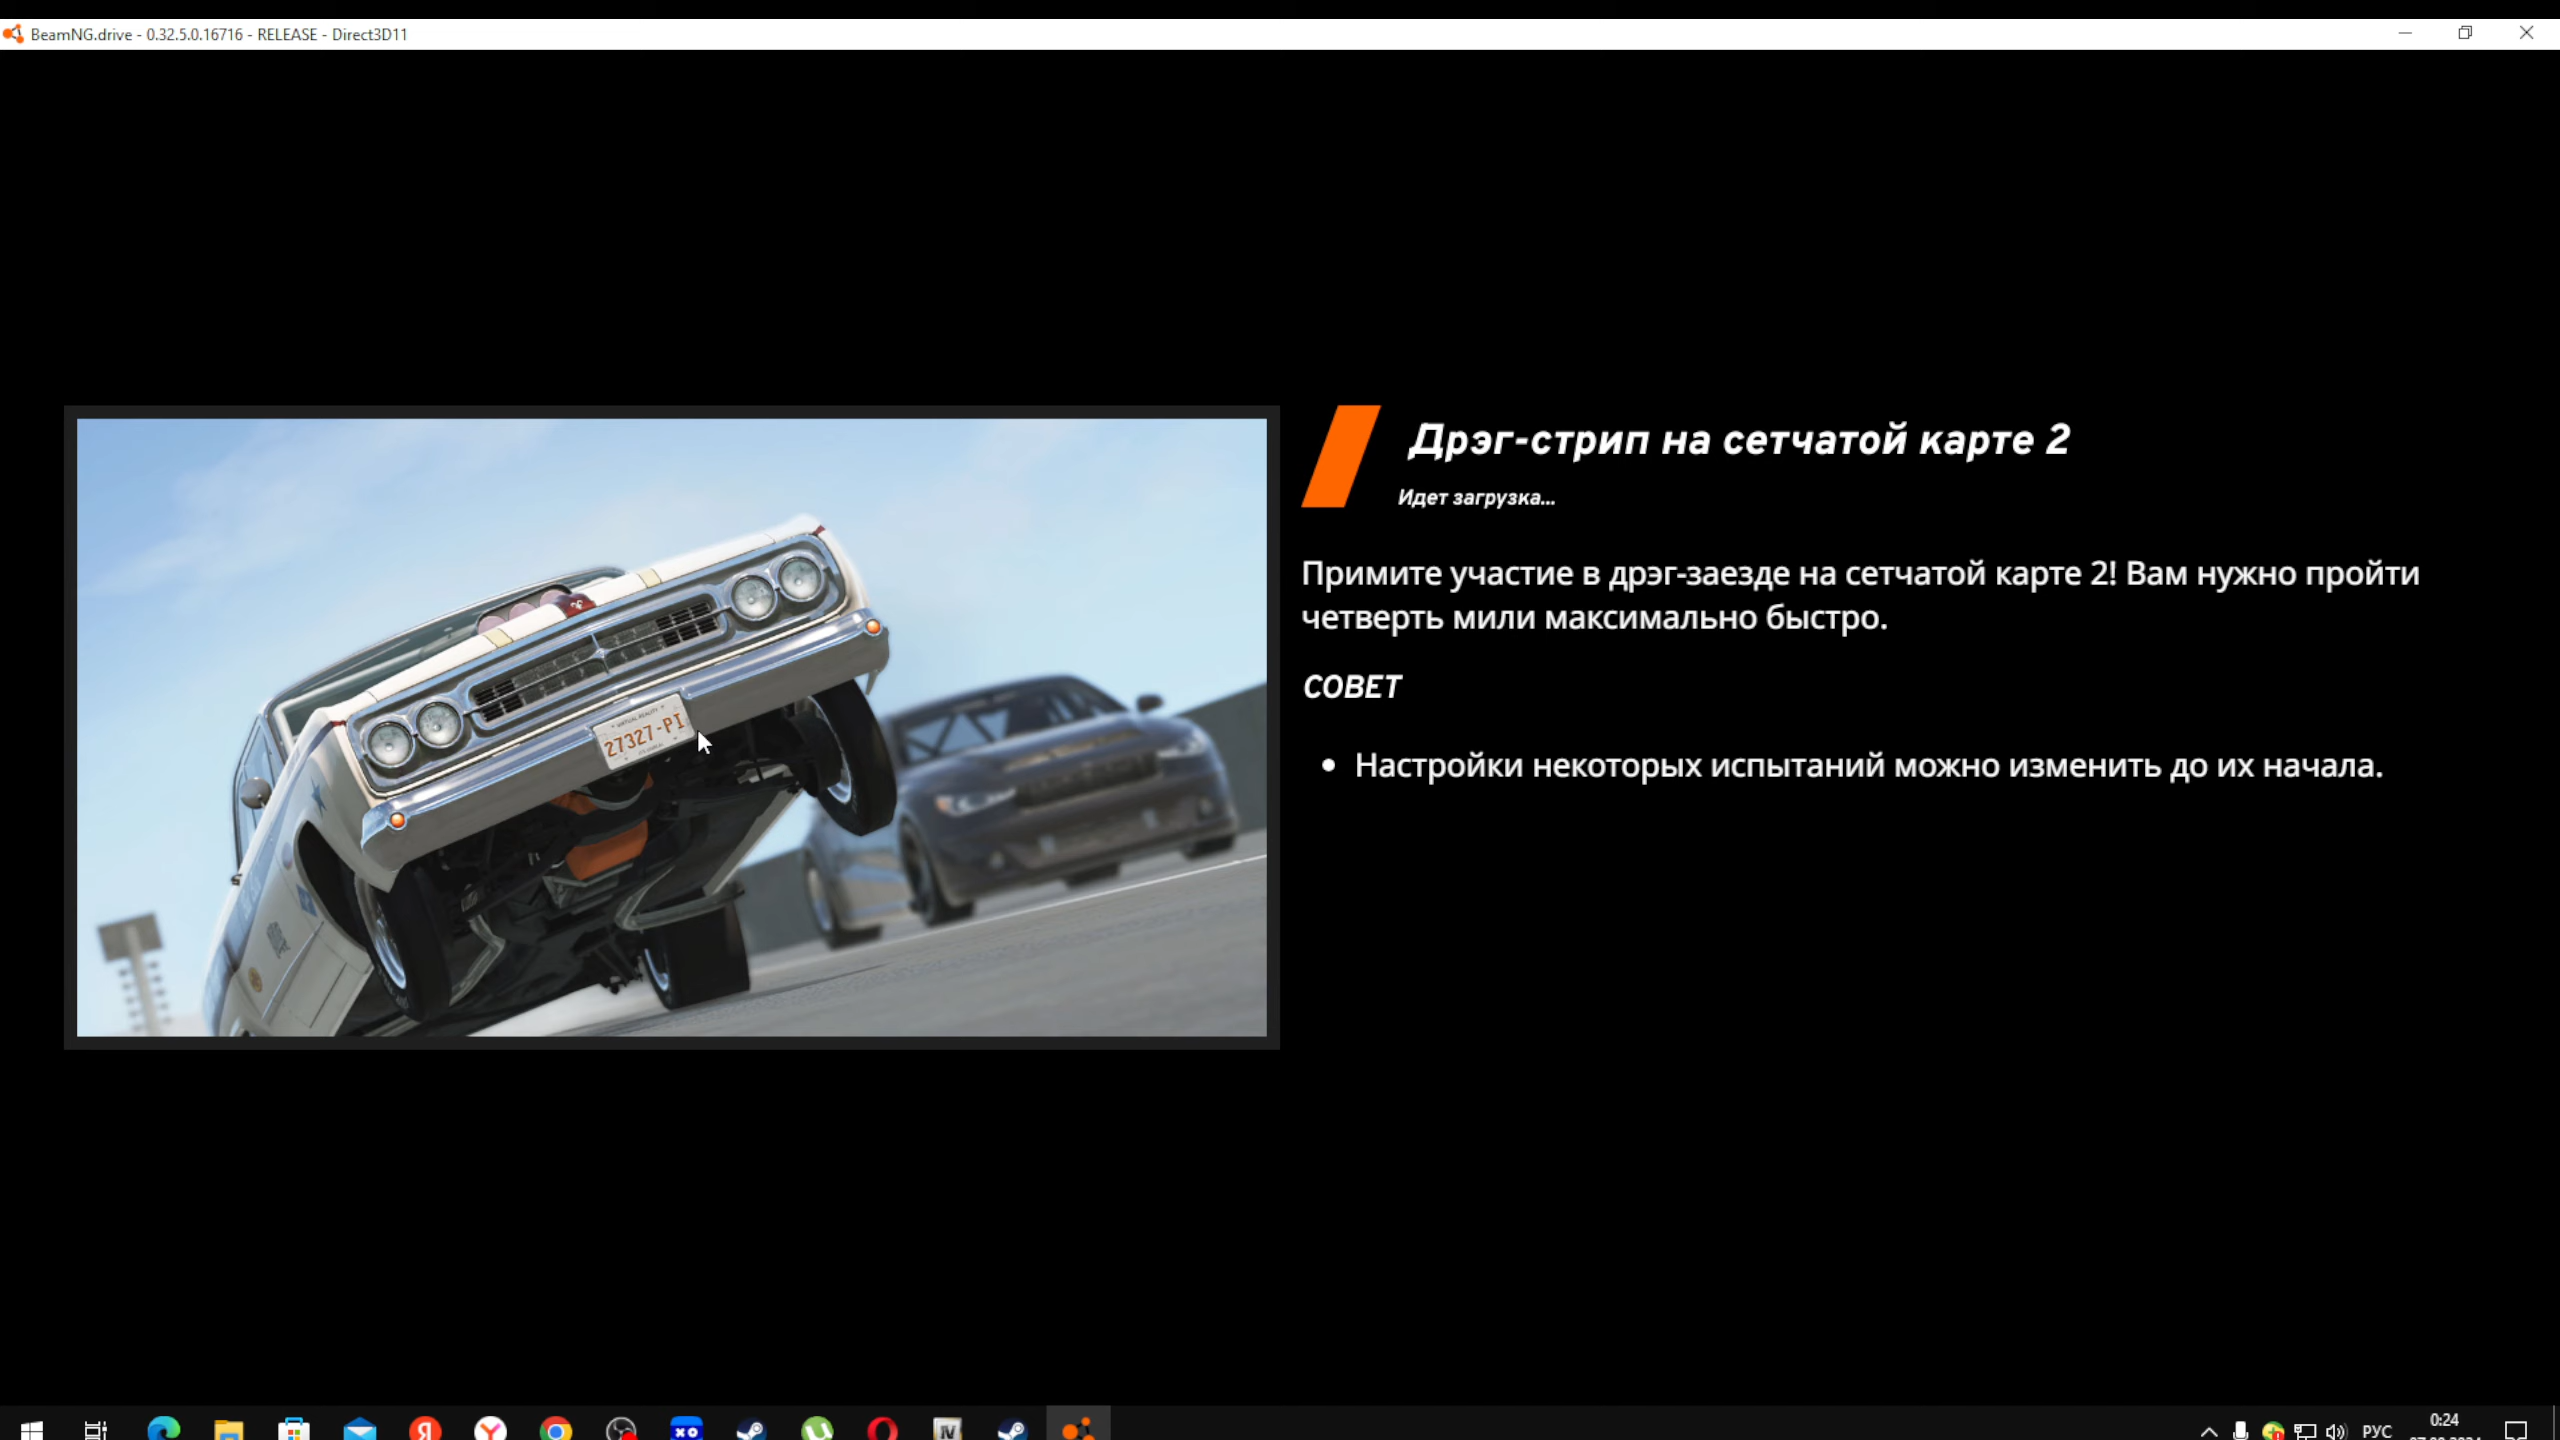 BeamNG.drive - 0.32.5.0.16716 - RELEASE - Direct3D11
Дрэг-стрип на сетчатой карте 2
Идет загрузка...
Примите участие в дрэг-заезде на сетчатой карте 2! Вам нужно пройти
четверть мили максимально быстро.
СОВЕТ
• Настройки некоторых испытаний можно изменить до их начала.
27327-PI
РУС
0:24